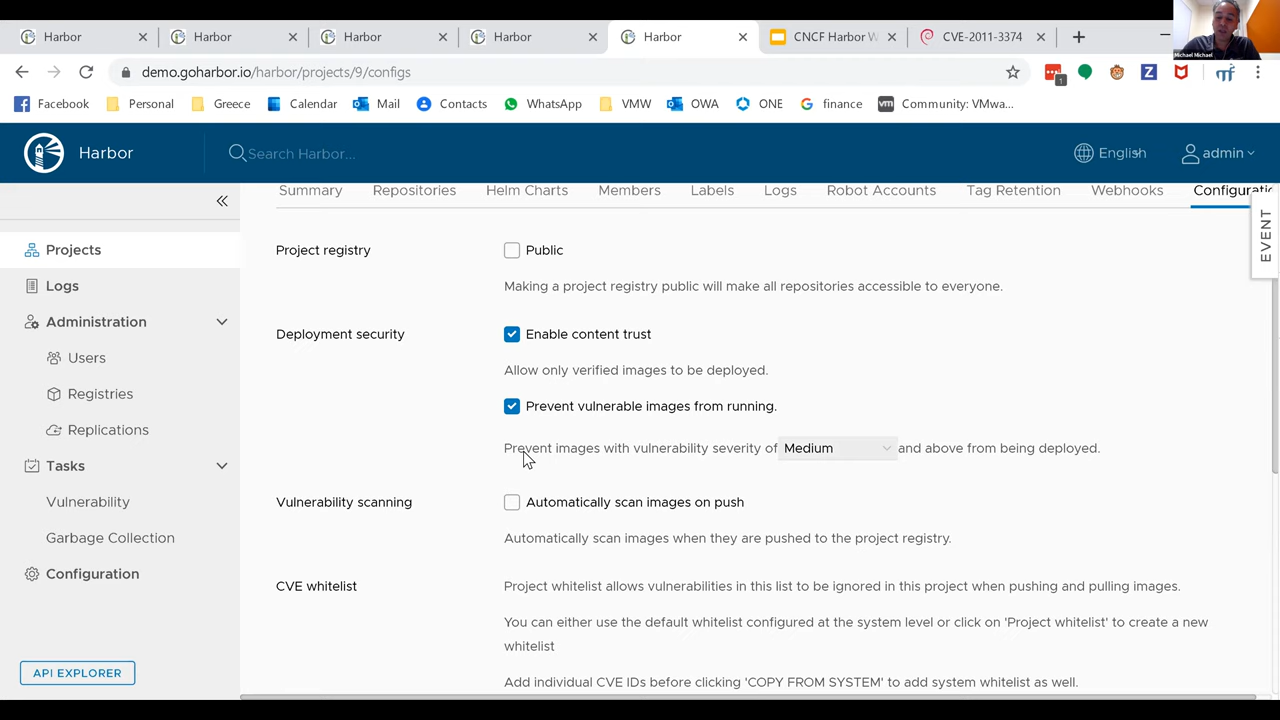 Harbor
Harbor
Harbor
Harbor
Harbor
CNCF Harbor W
CVE-2011-3374
Michael Michael
demo.goharbor.io/harbor/projects/9/configs
1
Z
Facebook
Personal
Greece
Calendar
Mail
Contacts
WhatsApp
VMW
OWA
ONE
finance
vm Community: VMwa...
Harbor
Search Harbor...
English
admin
Summary
Repositories
Helm Charts
Members
Labels
Logs
Robot Accounts
Tag Retention
Webhooks
Configuratic
EVENT
Projects
Logs
Administration
Users
Registries
Replications
Tasks
Vulnerability
Garbage Collection
Configuration
API EXPLORER
Project registry
Public
Making a project registry public will make all repositories accessible to everyone.
Deployment security
Enable content trust
Allow only verified images to be deployed.
Prevent vulnerable images from running.
Prevent images with vulnerability severity of Medium and above from being deployed.
Vulnerability scanning
Automatically scan images on push
Automatically scan images when they are pushed to the project registry.
CVE whitelist
Project whitelist allows vulnerabilities in this list to be ignored in this project when pushing and pulling images.
You can either use the default whitelist configured at the system level or click on 'Project whitelist' to create a new
whitelist
Add individual CVE IDs before clicking 'COPY FROM SYSTEM' to add system whitelist as well.